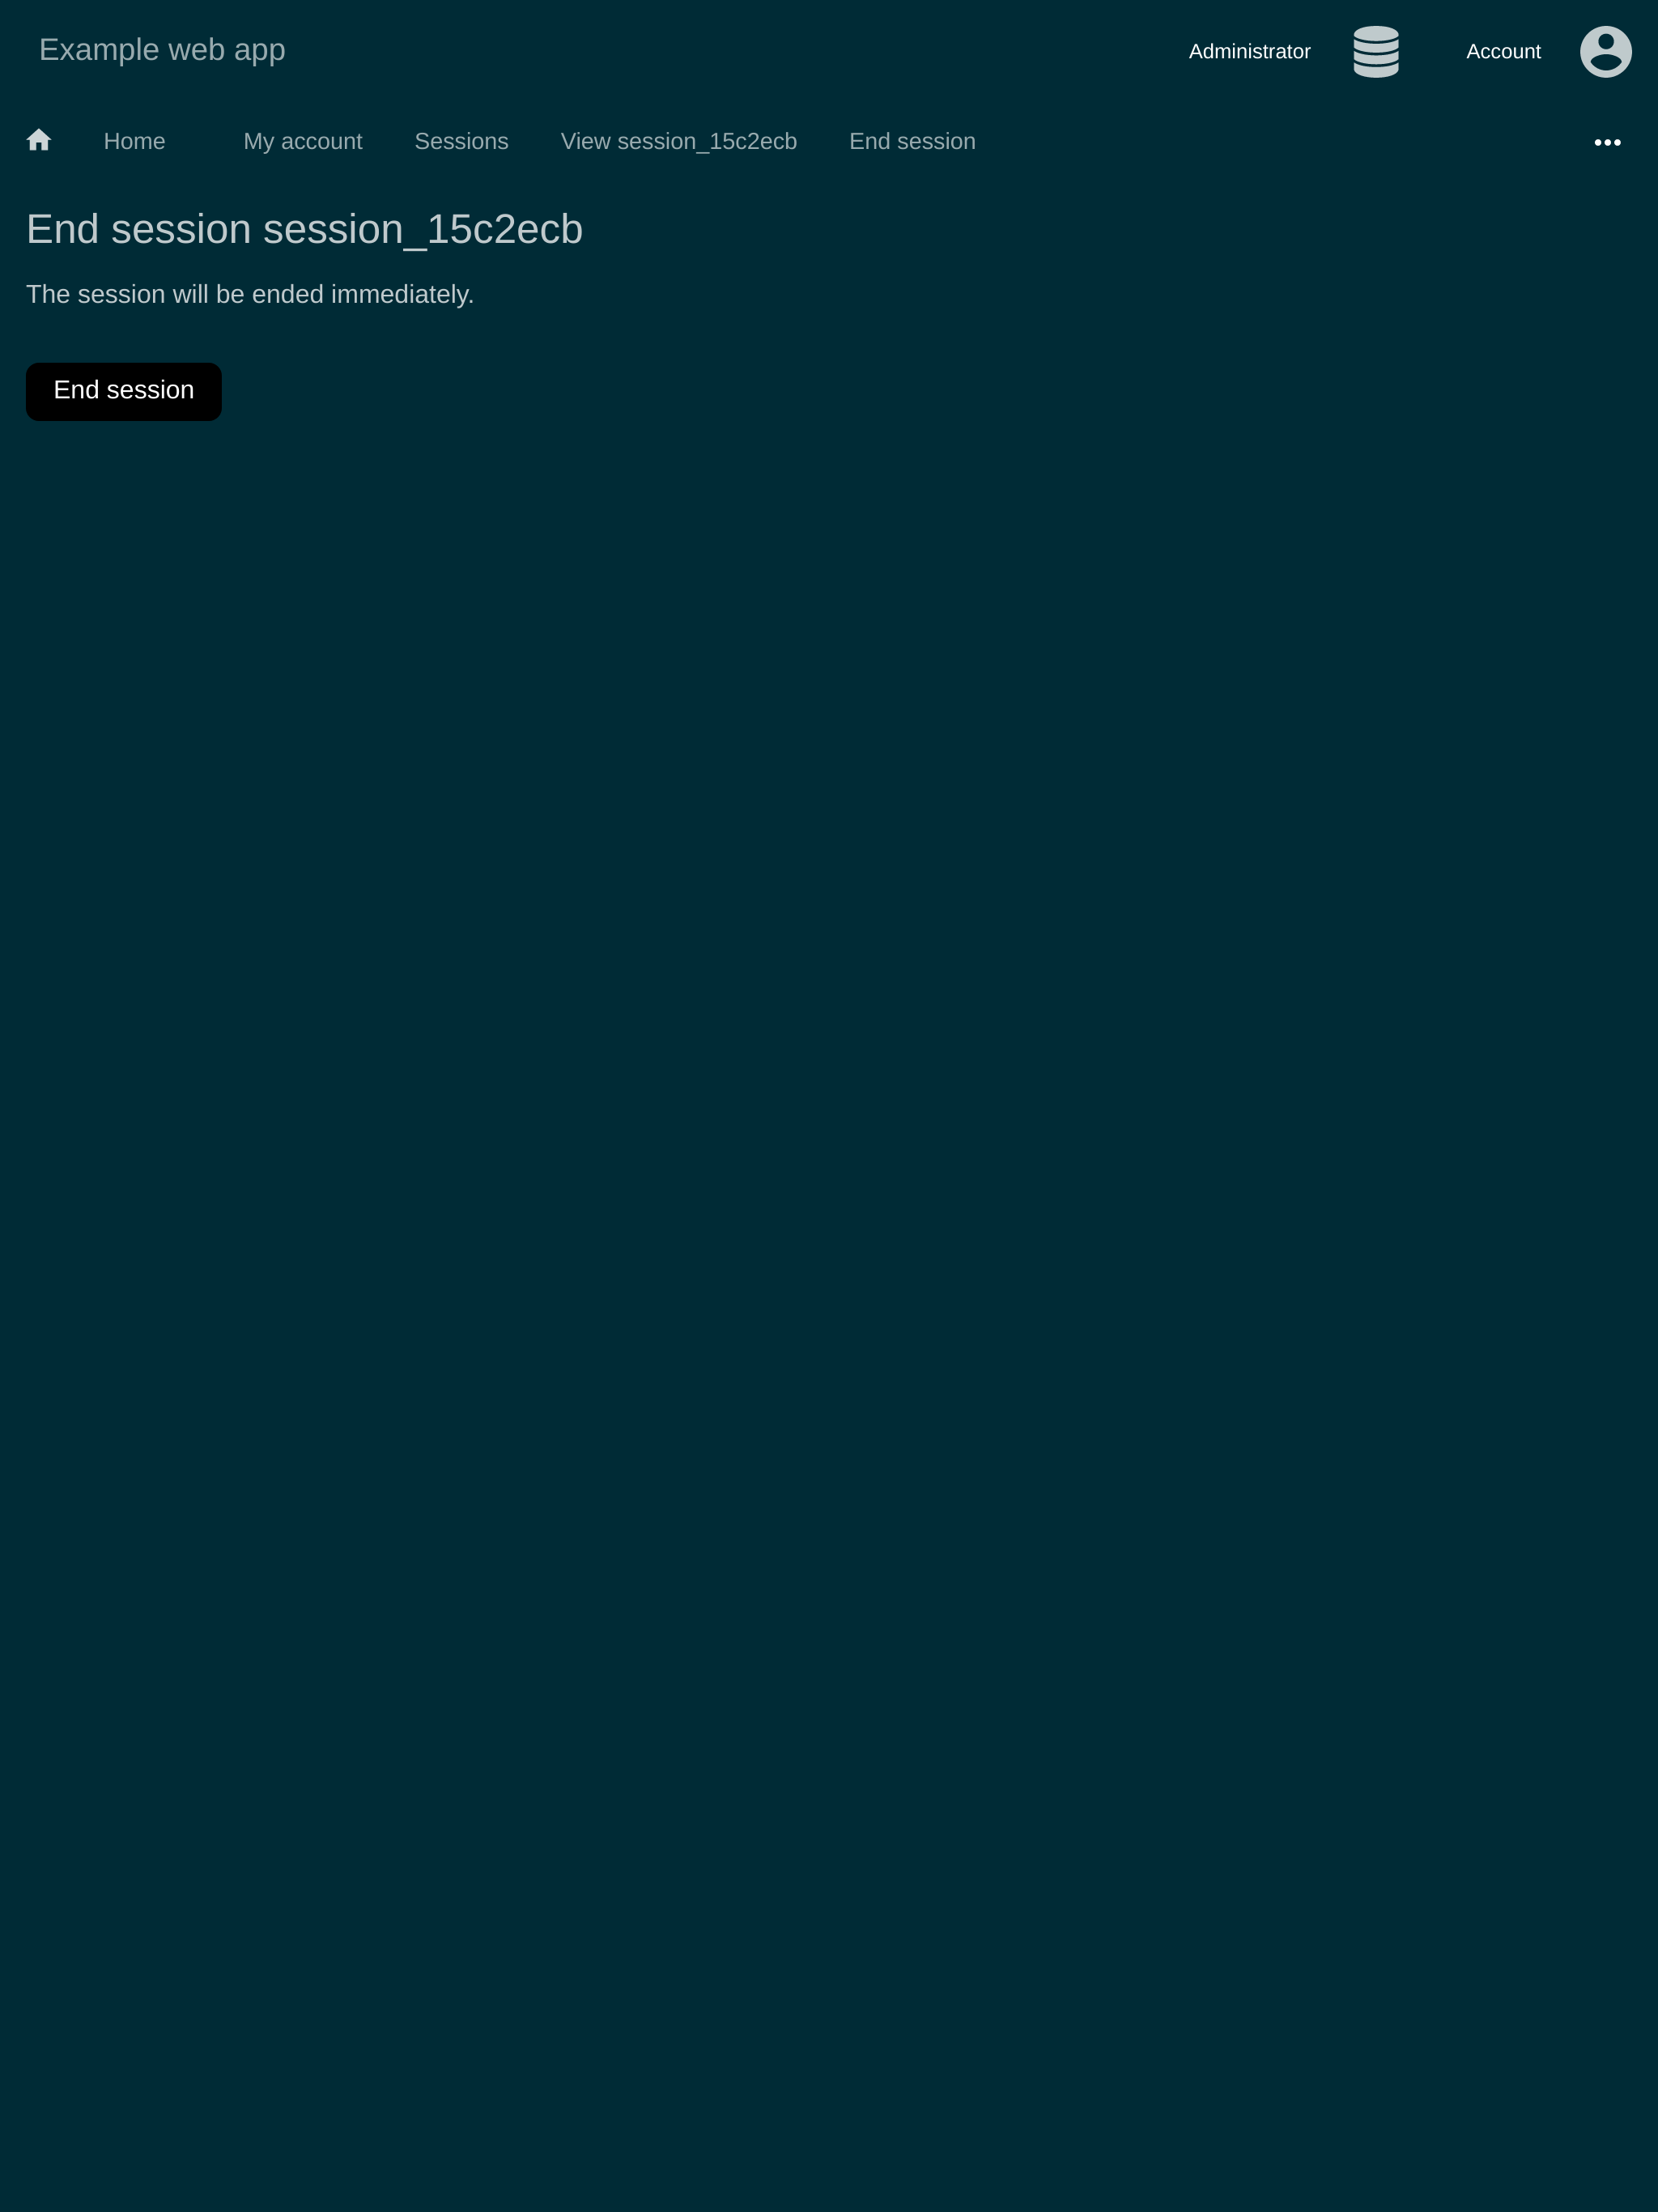 Example web app
Administrator
Account
Home
My account
Sessions
View session_15c2ecb
End session
End session session_15c2ecb
The session will be ended immediately.
End session